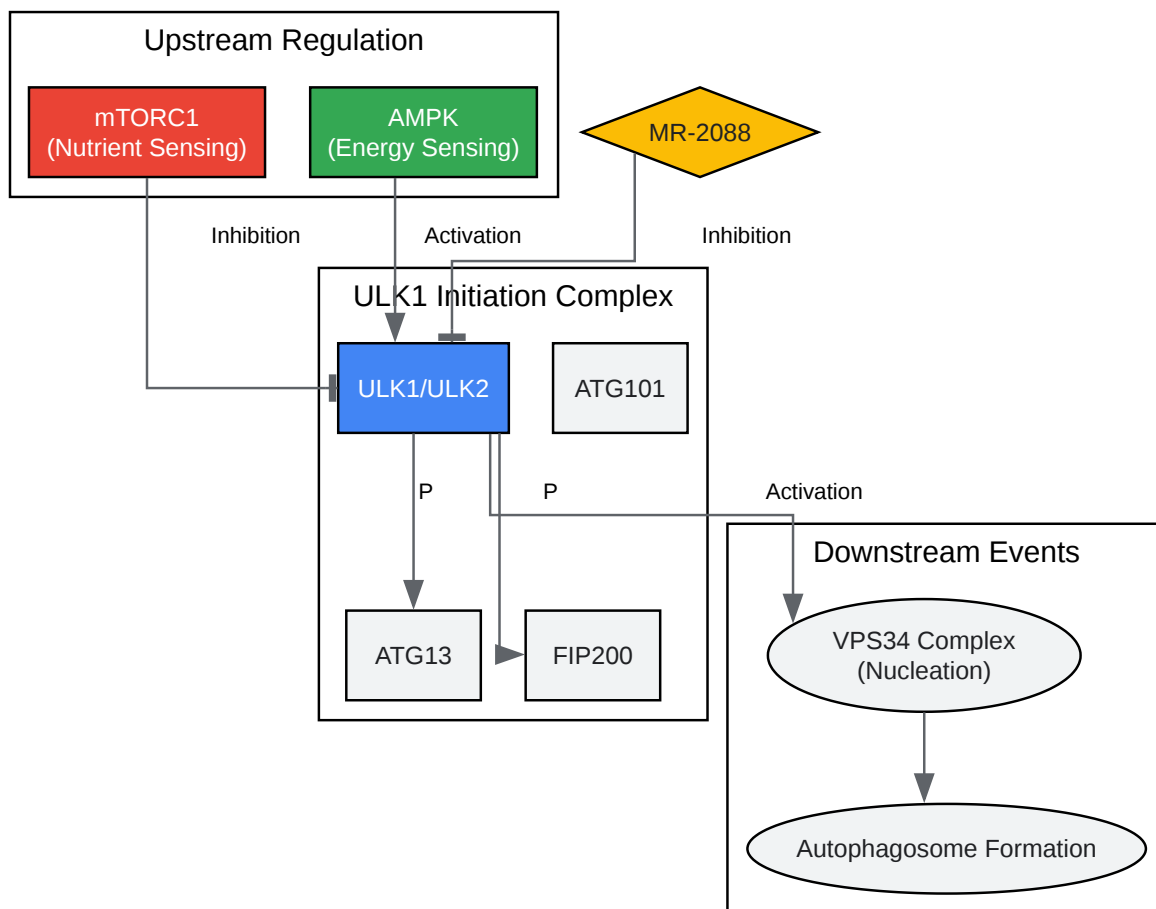 Upstream Regulation
mTORC1
(Nutrient Sensing)
AMPK
(Energy Sensing)
MR-2088
Inhibition
Activation
Inhibition
ULK1 Initiation Complex
ULK1/ULK2
ATG101
P
P
Activation
ATG13
FIP200
Downstream Events
VPS34 Complex
(Nucleation)
Autophagosome Formation